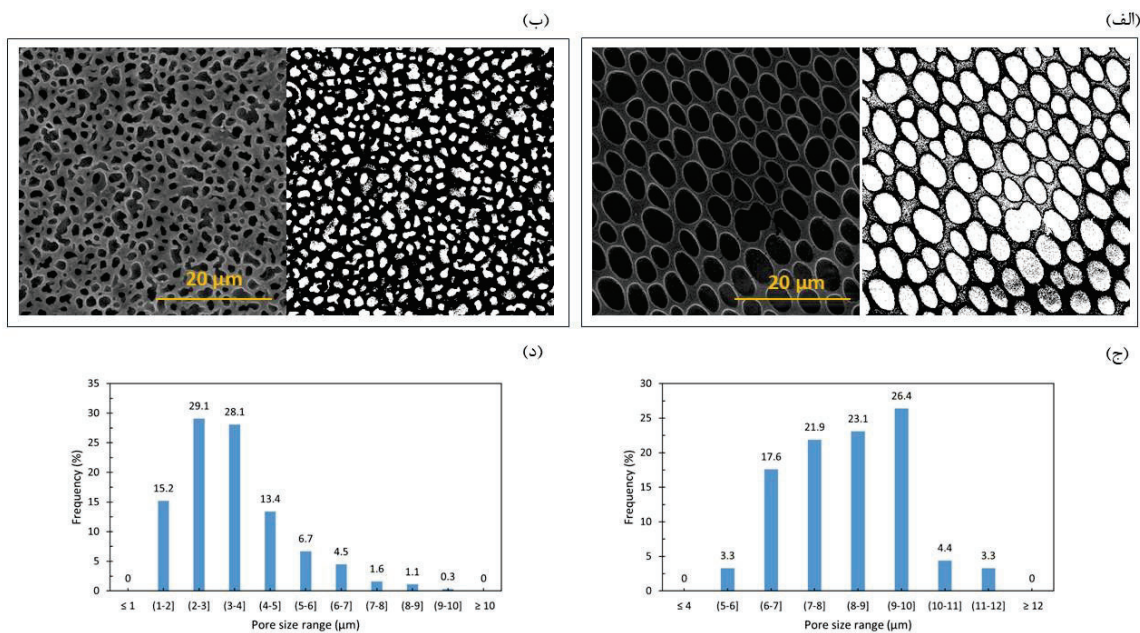 (الف)
(ب)
20 µm
20 µm
(ج)
30
25
20
15
10
5
0
Frequency (%)
0
3.3
17.6
21.9
23.1
26.4
4.4
3.3
0
≤ 4 (5-6] (6-7] (7-8] (8-9] (9-10] (10-11] (11-12] ≥ 12
Pore size range (µm)
(د)
35
30
25
20
15
10
5
0
Frequency (%)
0
15.2
29.1
28.1
13.4
6.7
4.5
1.6
1.1
0.3
0
≤ 1 (1-2] (2-3] (3-4] (4-5] (5-6] (6-7] (7-8] (8-9] (9-10] ≥ 10
Pore size range (µm)